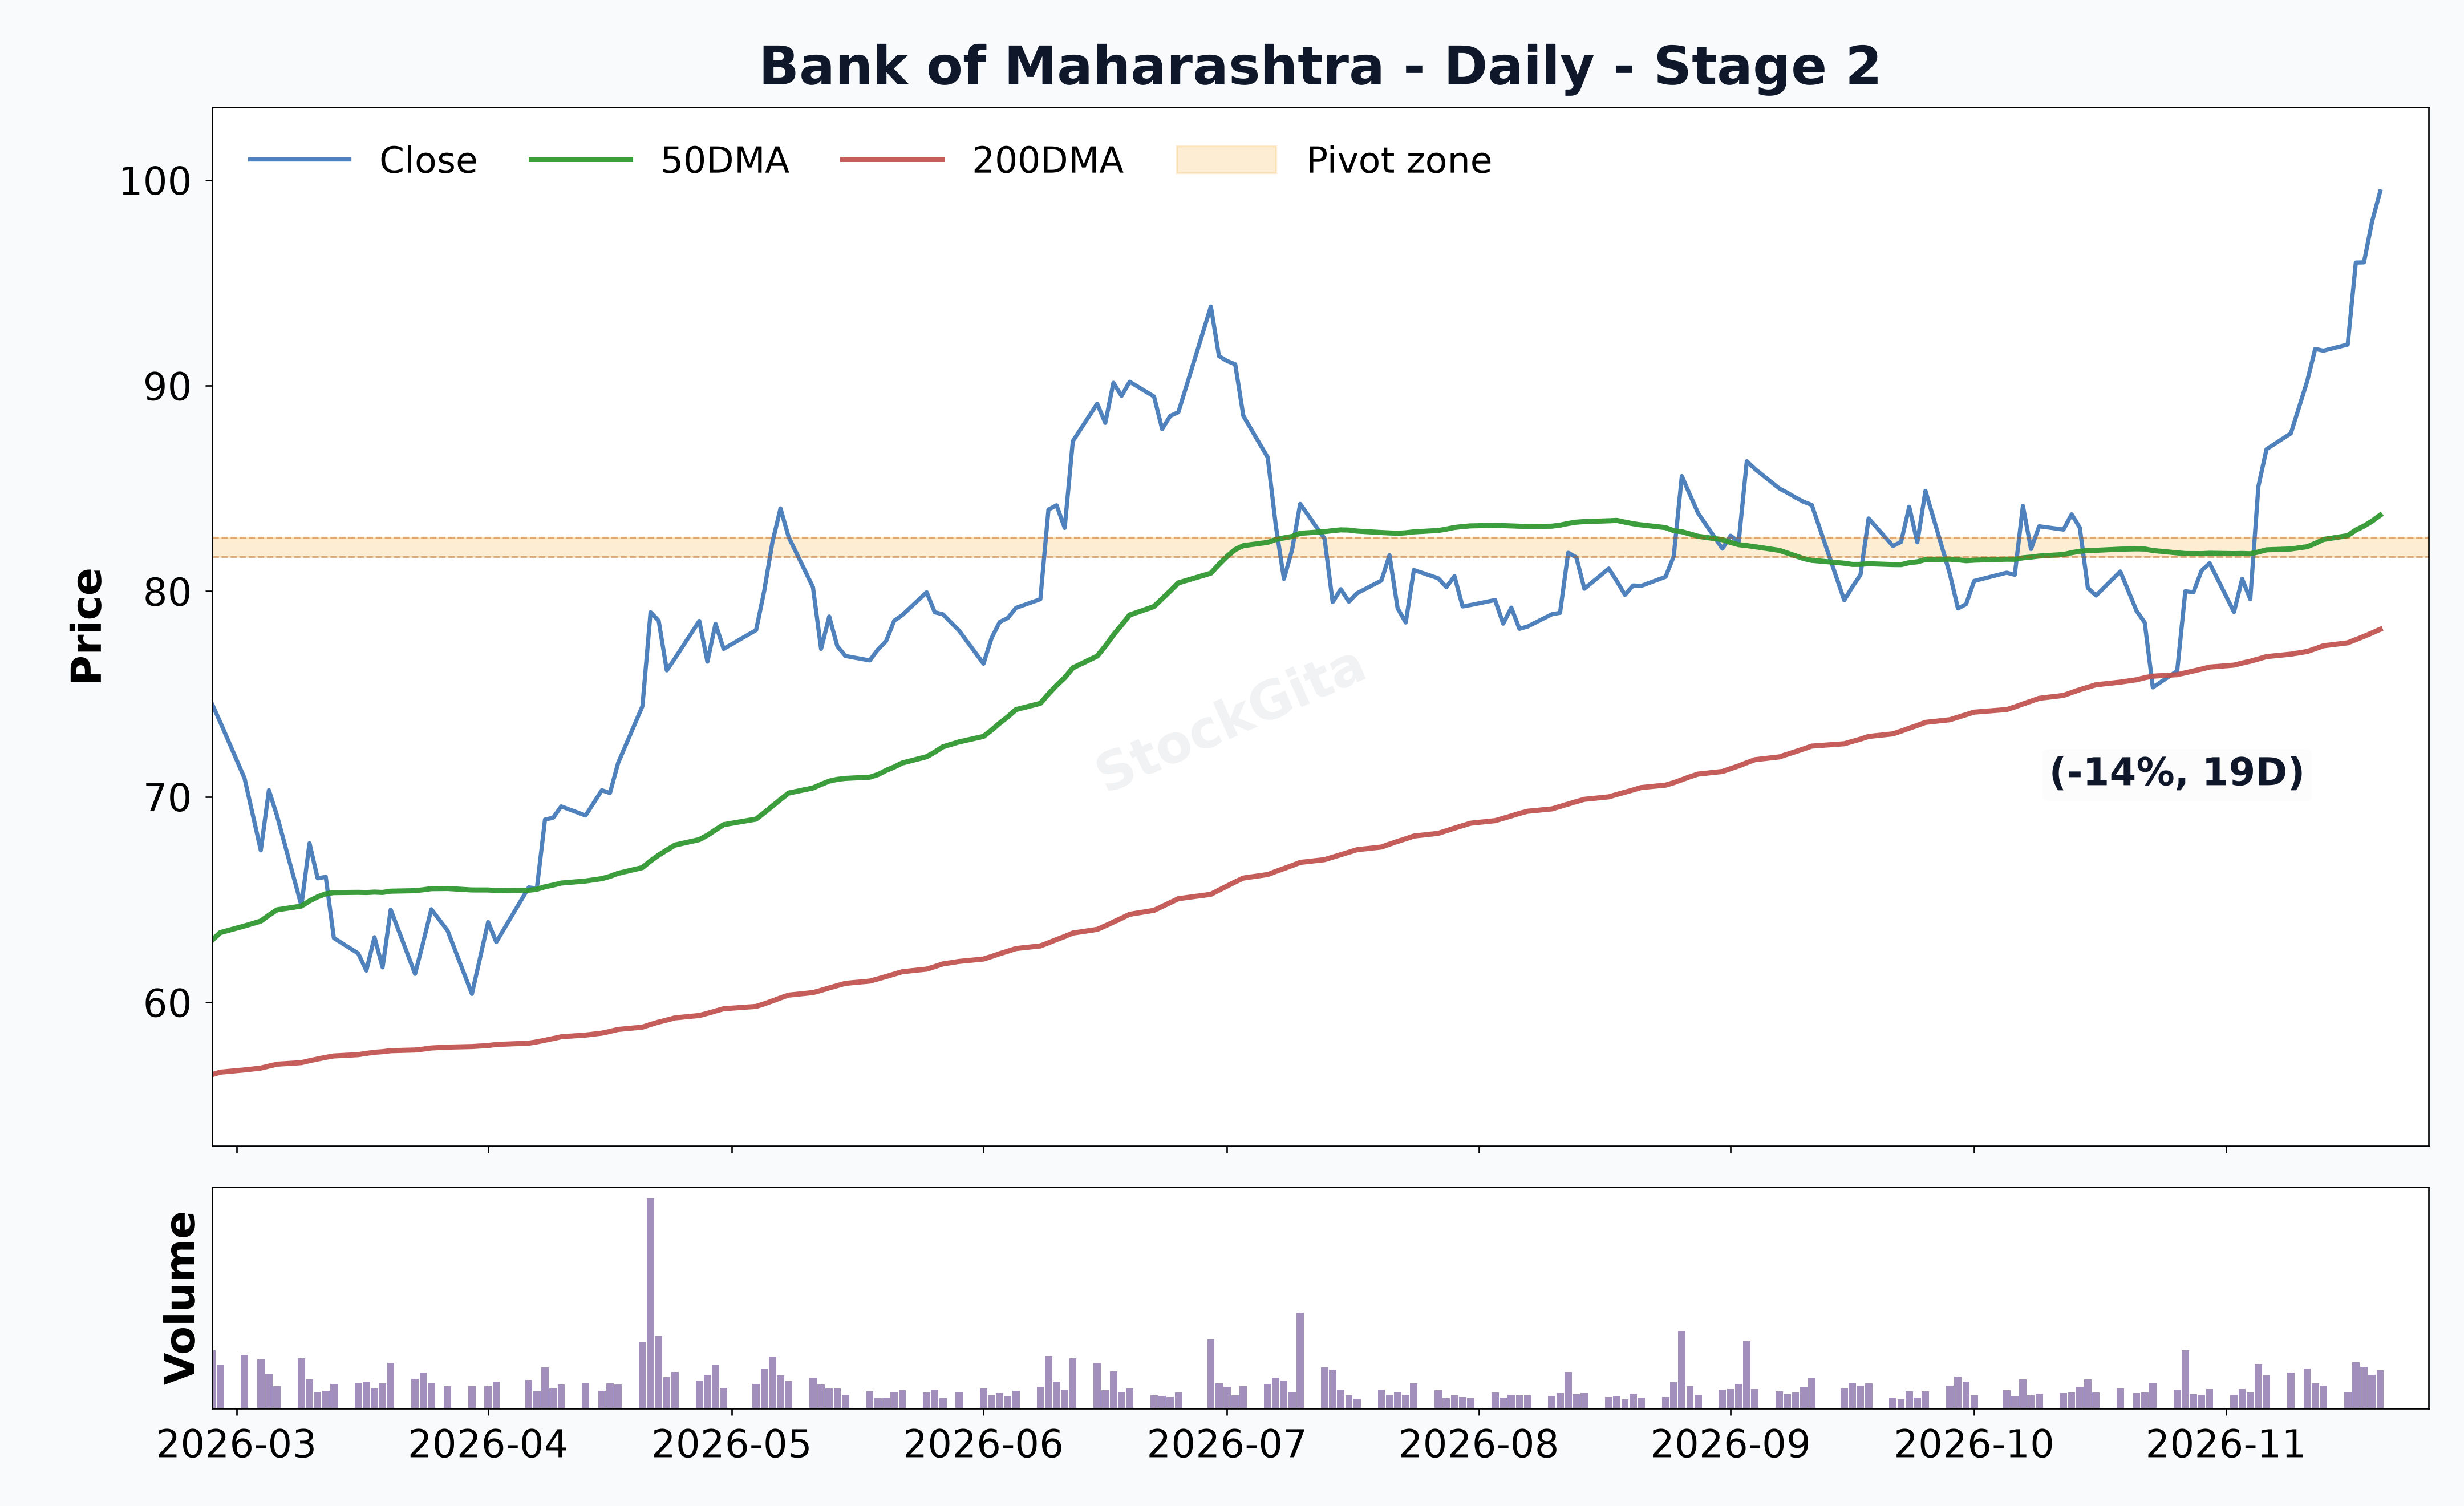 Bank of Maharashtra - Daily - Stage 2
Close 50DMA 200DMA Pivot zone
100
90
80
70
60
Price
StockGita
(-14%, 19D)
Volume
2026-03 2026-04 2026-05 2026-06 2026-07 2026-08 2026-09 2026-10 2026-11